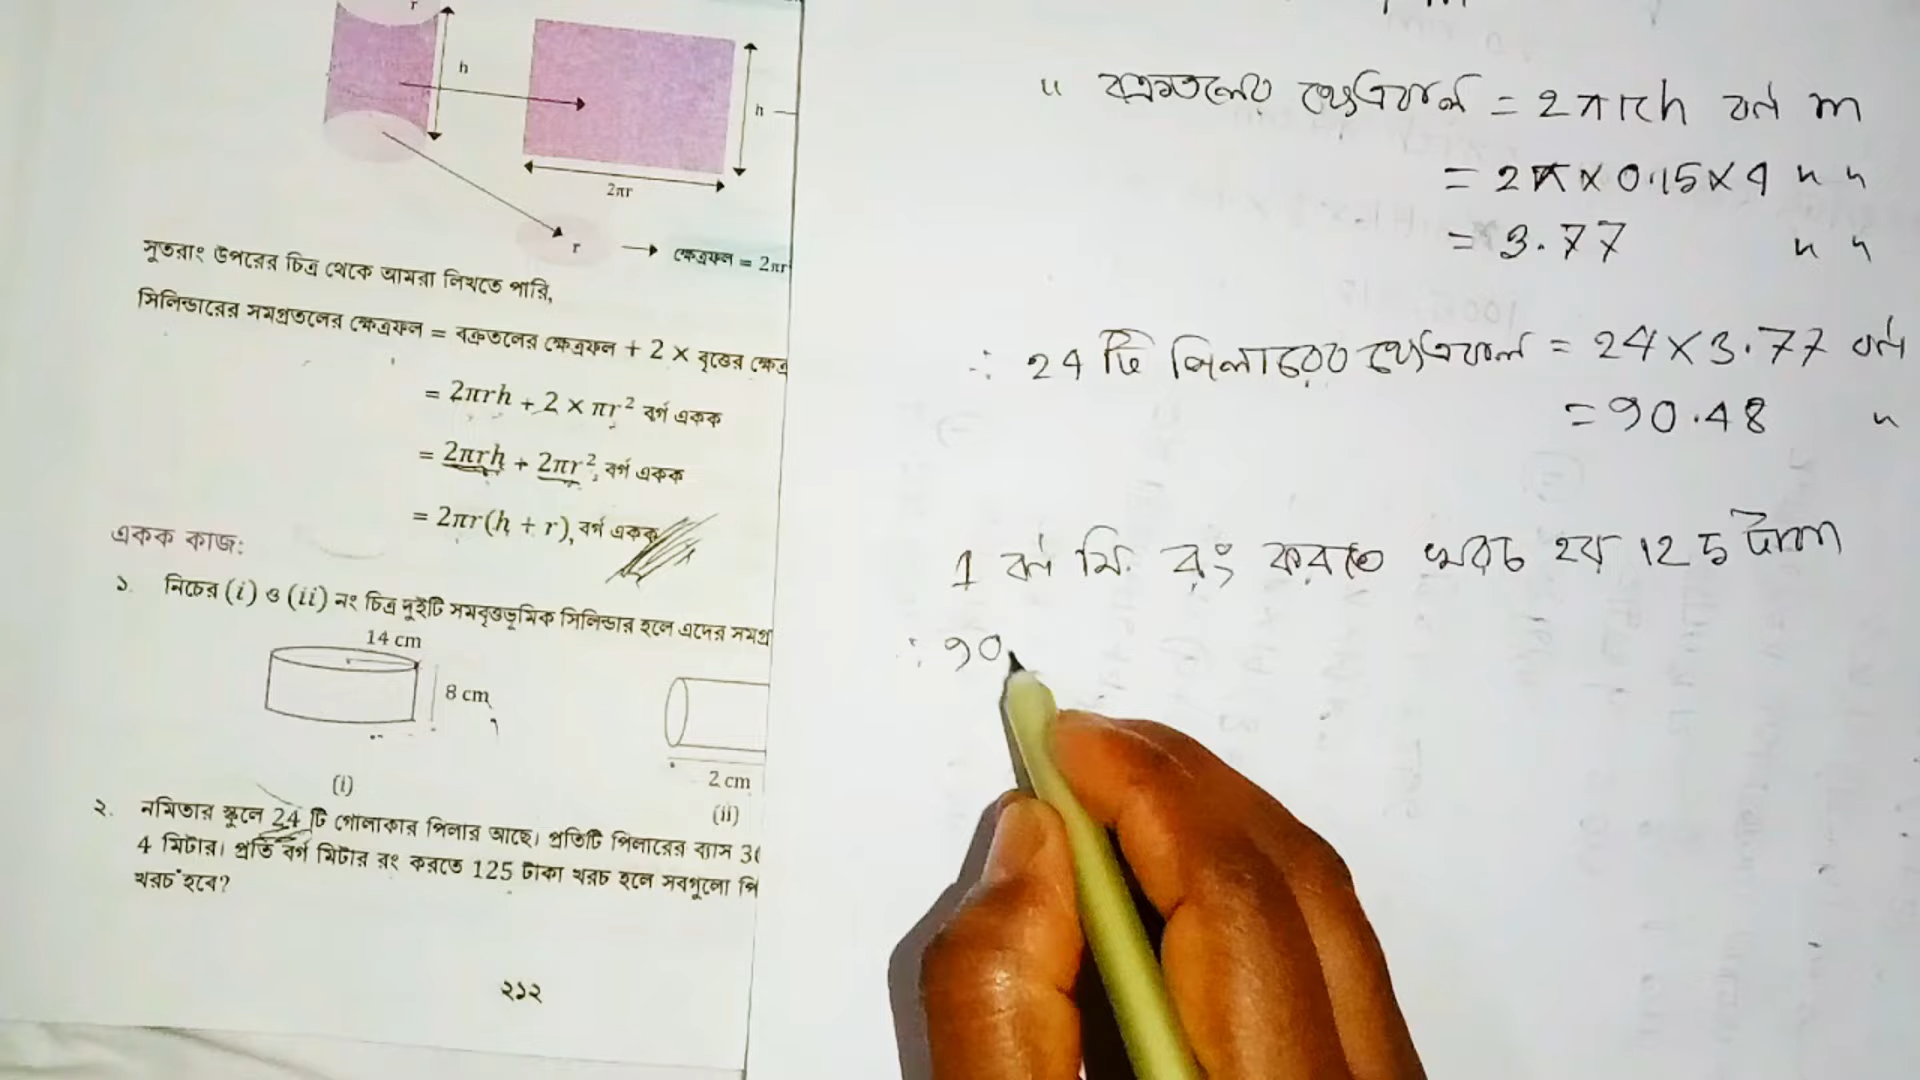 r
h
h
2πr
r
ক্ষেত্রফল = 2πr
সুতরাং উপরের চিত্র থেকে আমরা লিখতে পারি,
সিলিন্ডারের সমগ্রতলের ক্ষেত্রফল = বক্রতলের ক্ষেত্রফল + 2 × বৃত্তের ক্ষেত্র
= 2πrh + 2 × πr² বর্গ একক
= 2πrh + 2πr², বর্গ একক
= 2πr(h + r), বর্গ একক
একক কাজ:
১. নিচের (i) ও (ii) নং চিত্র দুইটি সমবৃত্তভূমিক সিলিন্ডার হলে এদের সমগ্র
14 cm
8 cm
2 cm
(i)
(ii)
২. নমিতার স্কুলে 24 টি গোলাকার পিলার আছে। প্রতিটি পিলারের ব্যাস 3
4 মিটার। প্রতি বর্গ মিটার রং করতে 125 টাকা খরচ হলে সবগুলো পি
খরচ হবে?
২১২
" বক্রতলের ক্ষেত্রফল = 2πrh বর্গ m
= 2π × 0.15 × 4 " "
= 3.77 " "
∴ 24 টি পিলারের ক্ষেত্রফল = 24 × 3.77 বর্গ
= 90.48 "
1 বর্গ মি. রং করতে খরচ হয় 125 টাকা
∴ 90